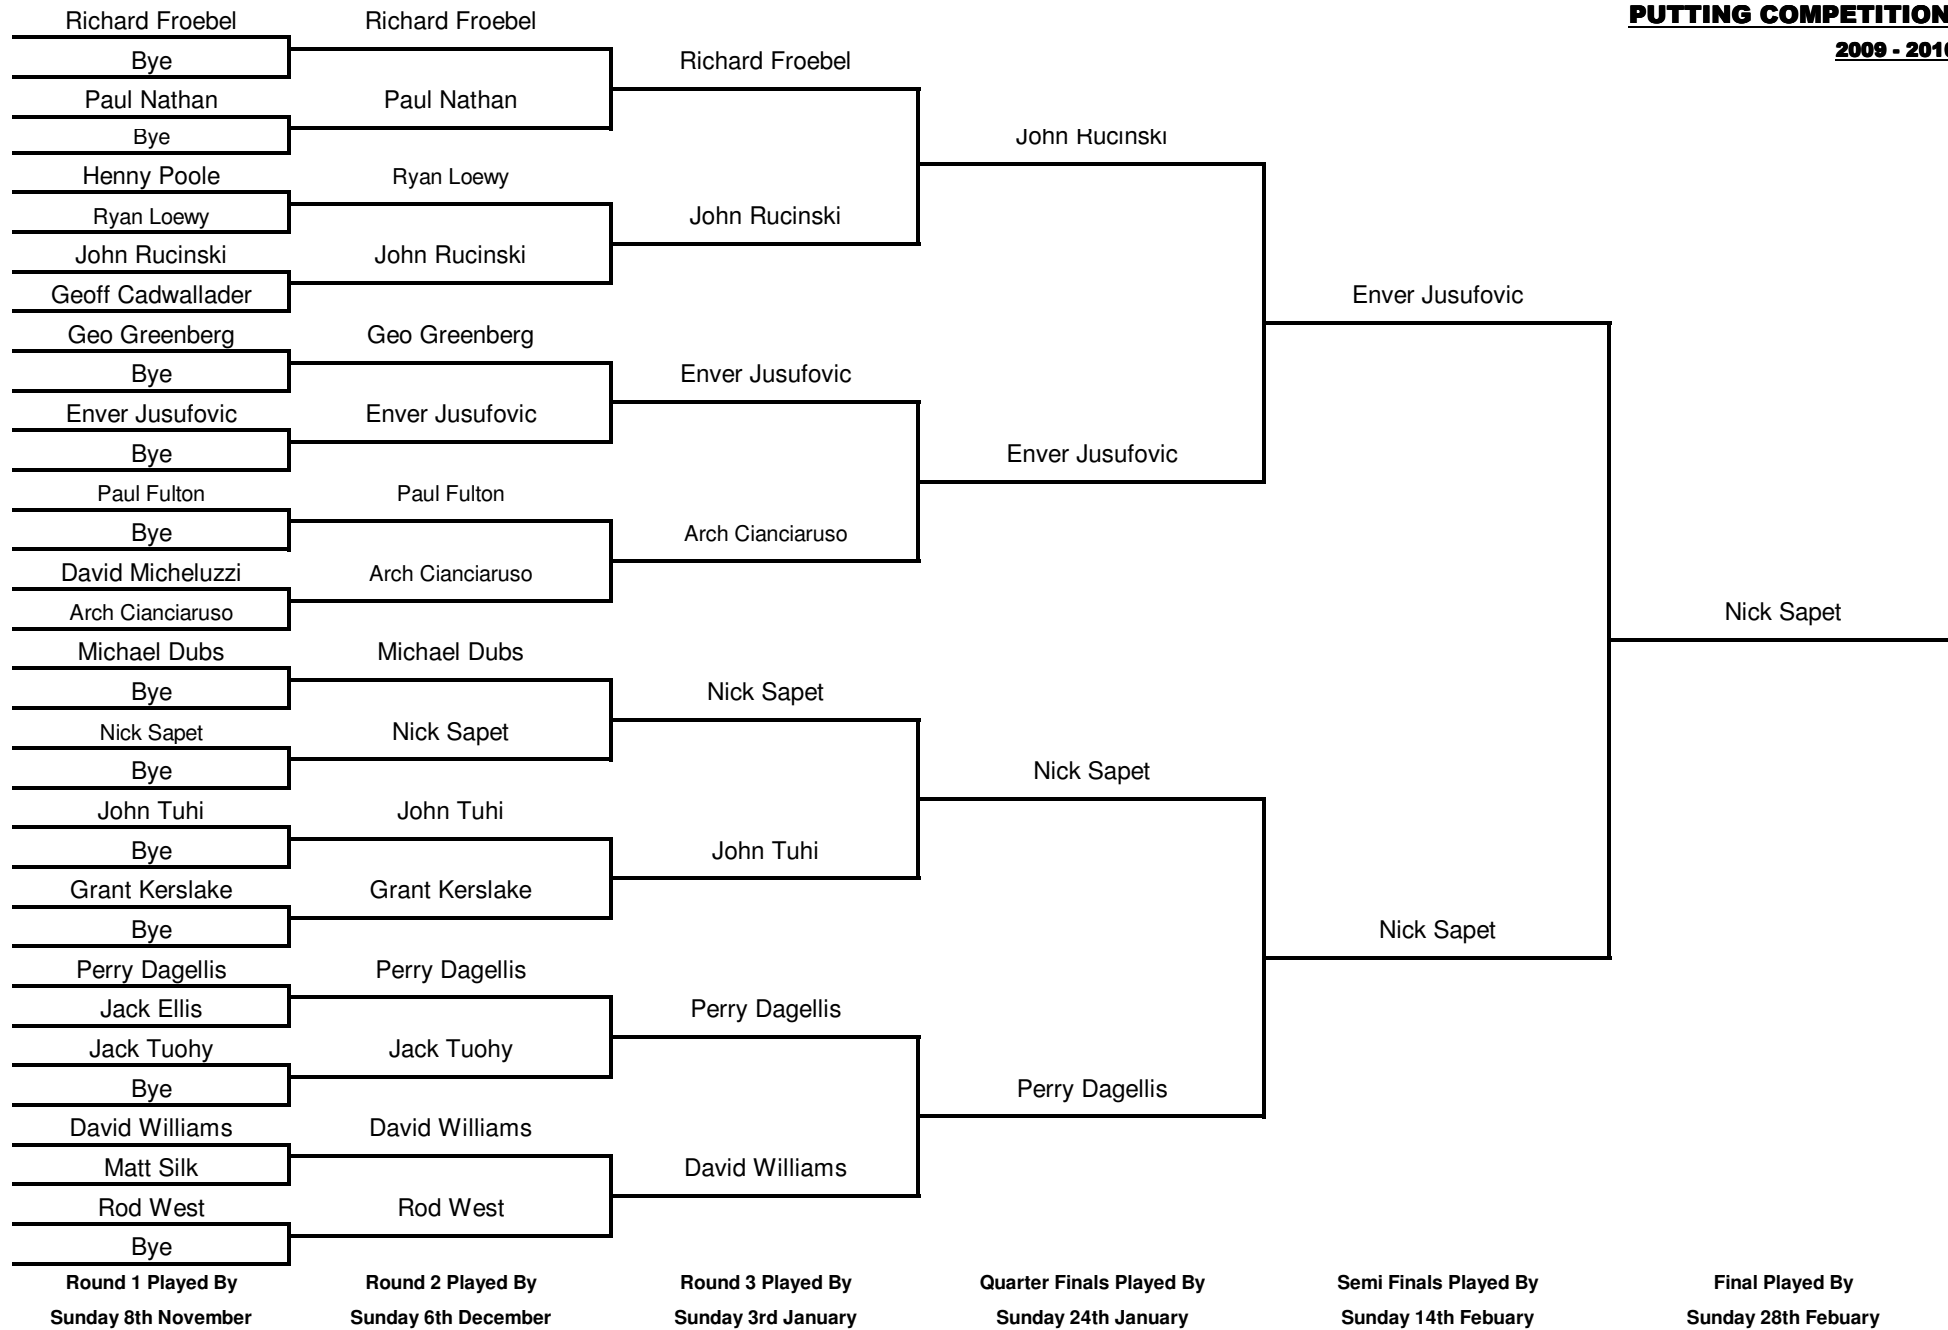 PUTTING COMPETITION
2009 - 2010
Richard Froebel
Bye
Paul Nathan
Bye
Henny Poole
Ryan Loewy
John Rucinski
Geoff Cadwallader
Geo Greenberg
Bye
Enver Jusufovic
Bye
Paul Fulton
Bye
David Micheluzzi
Arch Cianciaruso
Michael Dubs
Bye
Nick Sapet
Bye
John Tuhi
Bye
Grant Kerslake
Bye
Perry Dagellis
Jack Ellis
Jack Tuohy
Bye
David Williams
Matt Silk
Rod West
Bye
Round 1 Played By
Sunday 8th November
Richard Froebel
Paul Nathan
Ryan Loewy
John Rucinski
Geo Greenberg
Enver Jusufovic
Paul Fulton
Arch Cianciaruso
Michael Dubs
Nick Sapet
John Tuhi
Grant Kerslake
Perry Dagellis
Jack Tuohy
David Williams
Rod West
Round 2 Played By
Sunday 6th December
Richard Froebel
John Rucinski
Enver Jusufovic
Arch Cianciaruso
Nick Sapet
John Tuhi
Perry Dagellis
David Williams
Round 3 Played By
Sunday 3rd January
John Rucinski
Enver Jusufovic
Nick Sapet
Perry Dagellis
Quarter Finals Played By
Sunday 24th January
Enver Jusufovic
Nick Sapet
Semi Finals Played By
Sunday 14th Febuary
Nick Sapet
Final Played By
Sunday 28th Febuary